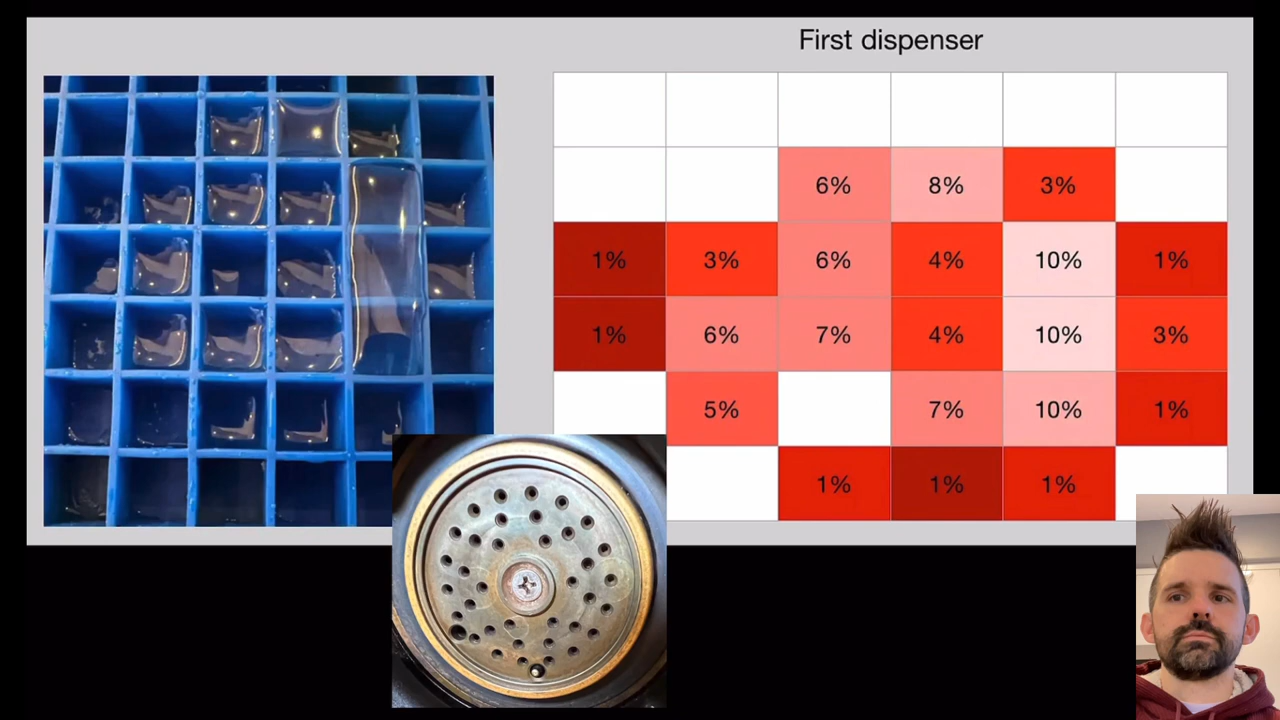 First dispenser
6% 8% 3%
1% 3% 6% 4% 10% 1%
1% 6% 7% 4% 10% 3%
5% 7% 10% 1%
1% 1% 1%